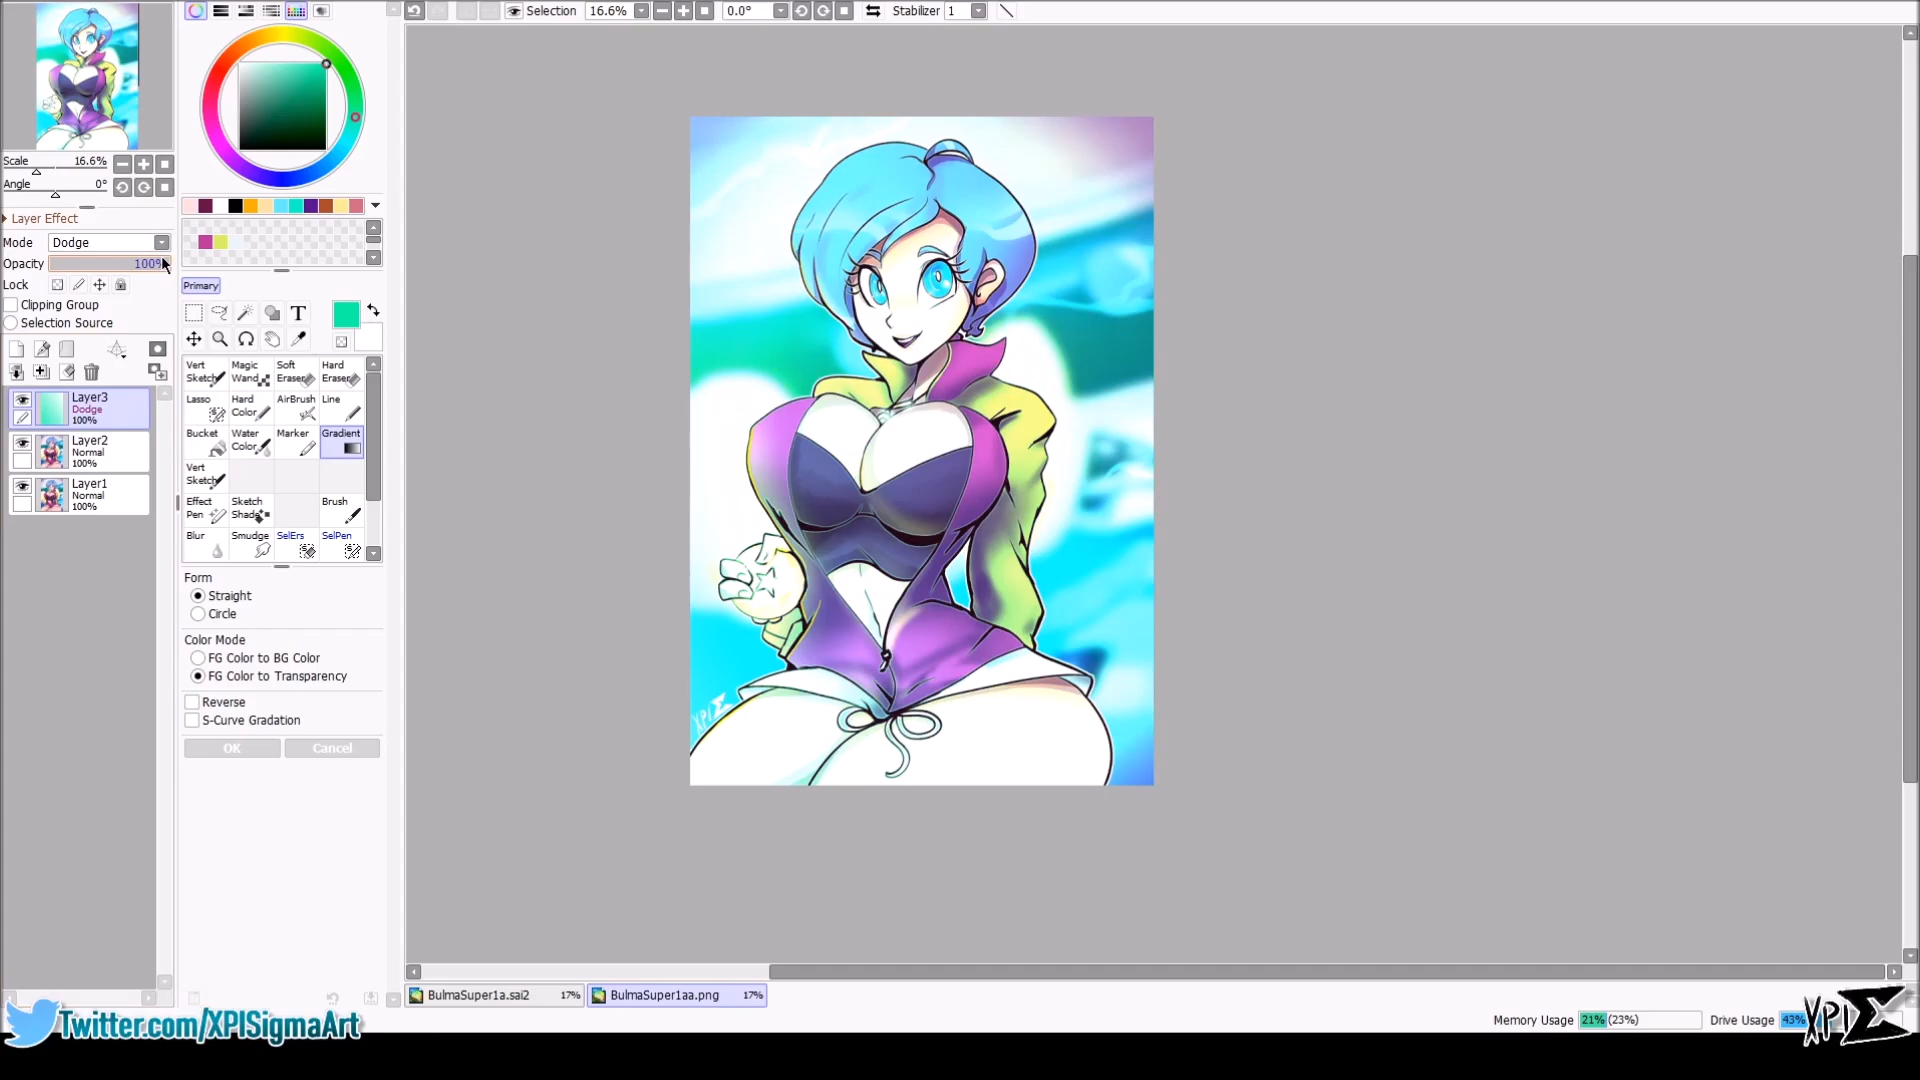 Selection 16.6% 0.0° Stabilizer 1
Scale 16.6%
Angle 0°
Layer Effect
Mode Dodge
Opacity 100%
Lock
Clipping Group
Selection Source
Layer3
Dodge
100%
Layer2
Normal
100%
Layer1
Normal
100%
Primary
T
Vert Sketch
Magic Wand
Soft Eraser
Hard Eraser
Lasso
Hard Color
AirBrush
Line
Bucket
Water Color
Marker
Gradient
Vert Sketch
Effect Pen
Sketch Shade
Brush
Blur
Smudge
SelErs
SelPen
Form
Straight
Circle
Color Mode
FG Color to BG Color
FG Color to Transparency
Reverse
S-Curve Gradation
OK Cancel
XPIΣ
BulmaSuper1a.sai2 17% BulmaSuper1aa.png 17%
Memory Usage 21% (23%) Drive Usage 43%
Twitter.com/XPISigmaArt
XPIΣ